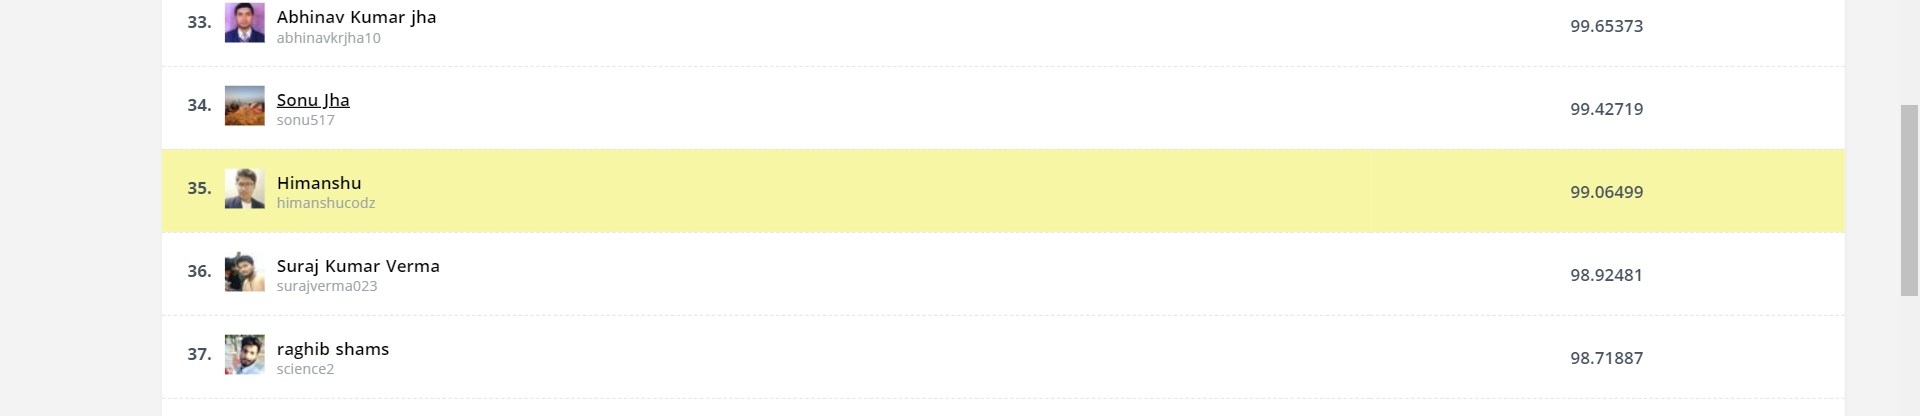 33.
Abhinav Kumar jha
abhinavkrjha10
99.65373
34.
Sonu Jha
sonu517
99.42719
35.
Himanshu
himanshucodz
99.06499
36.
Suraj Kumar Verma
surajverma023
98.92481
37.
raghib shams
science2
98.71887